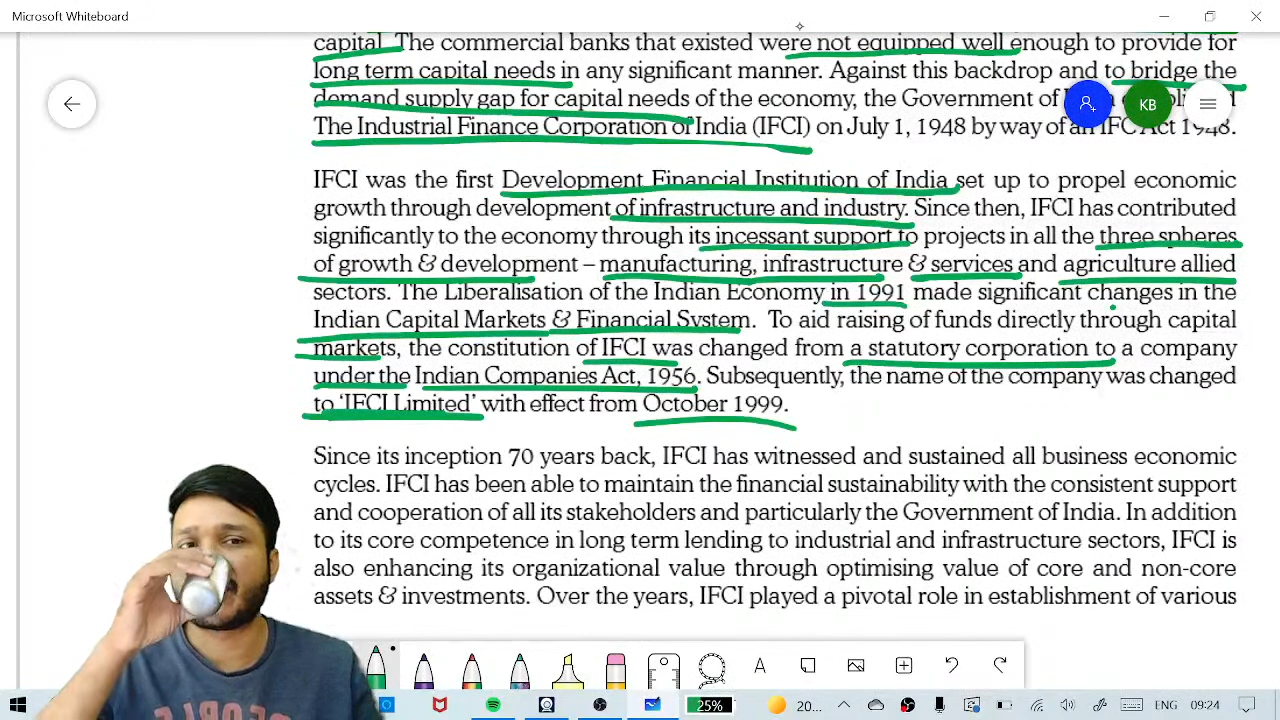 Microsoft Whiteboard
capital. The commercial banks that existed were not equipped well enough to provide for
long term capital needs in any significant manner. Against this backdrop and to bridge the
demand supply gap for capital needs of the economy, the Government of
KB
The Industrial Finance Corporation of India (IFCI) on July 1, 1948 by way of an IFC Act 1948.
IFCI was the first Development Financial Institution of India set up to propel economic
growth through development of infrastructure and industry. Since then, IFCI has contributed
significantly to the economy through its incessant support to projects in all the three spheres
of growth & development – manufacturing, infrastructure & services and agriculture allied
sectors. The Liberalisation of the Indian Economy in 1991 made significant changes in the
Indian Capital Markets & Financial System. To aid raising of funds directly through capital
markets, the constitution of IFCI was changed from a statutory corporation to a company
under the Indian Companies Act, 1956. Subsequently, the name of the company was changed
to ‘IFCI Limited’ with effect from October 1999.
Since its inception 70 years back, IFCI has witnessed and sustained all business economic
cycles. IFCI has been able to maintain the financial sustainability with the consistent support
and cooperation of all its stakeholders and particularly the Government of India. In addition
to its core competence in long term lending to industrial and infrastructure sectors, IFCI is
also enhancing its organizational value through optimising value of core and non-core
assets & investments. Over the years, IFCI played a pivotal role in establishment of various
A
PEOPLE
25%
20...
ENG
09:24